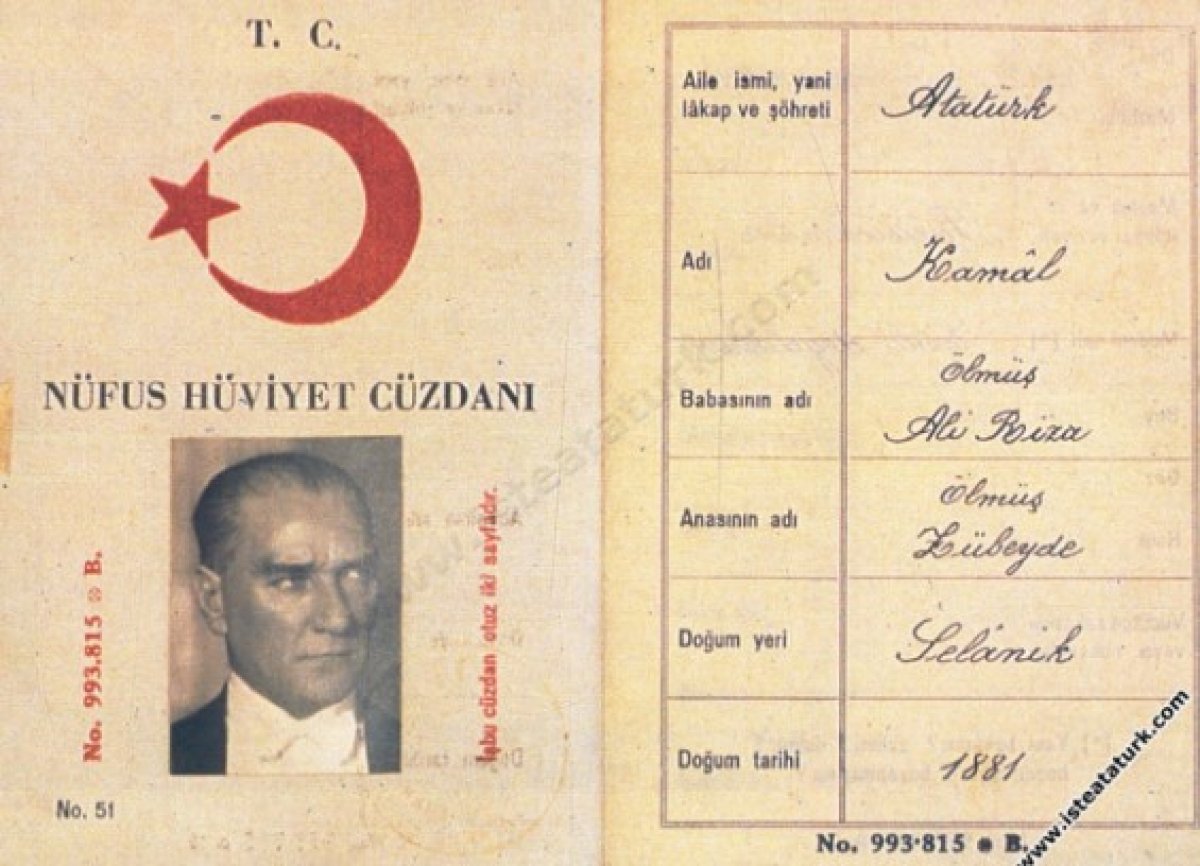 T. C.
NÜFUS HÜVİYET CÜZDANI
No. 993.815 * B.
İşbu cüzdan otuz iki sayfadır.
No. 51
Aile ismi, yani
lâkap ve şöhreti
Atatürk
Adı
Kamâl
Babasının adı
Ölmüş
Ali Riza
Anasının adı
Ölmüş
Zübeyde
Doğum yeri
Selânik
Doğum tarihi
1881
No. 993·815 * B.
www.isteataturk.com
www.isteataturk.com